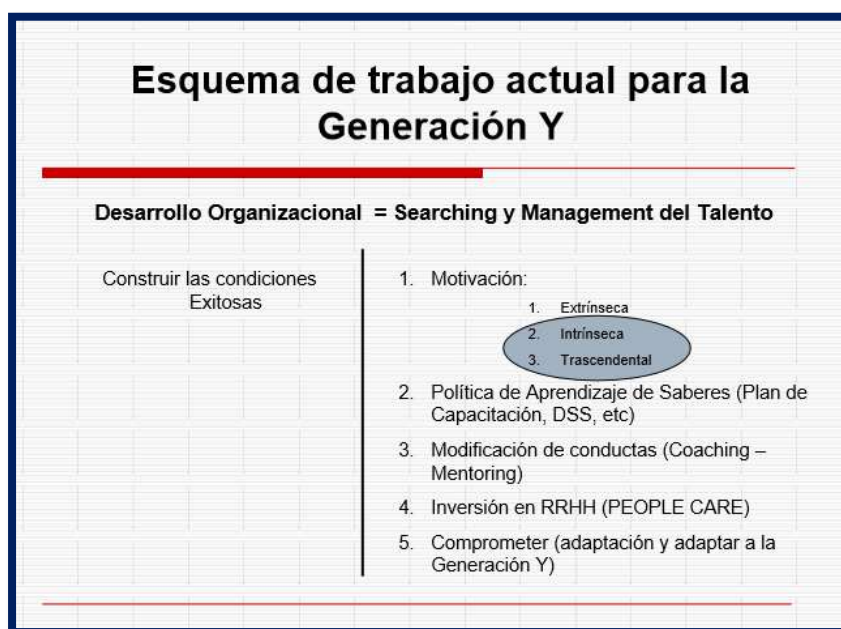 Esquema de trabajo actual para la
Generación Y
Desarrollo Organizacional = Searching y Management del Talento
Construir las condiciones
Exitosas
1. Motivación:
1. Extrínseca
2. Intrínseca
3. Trascendental
2. Política de Aprendizaje de Saberes (Plan de
Capacitación, DSS, etc)
3. Modificación de conductas (Coaching –
Mentoring)
4. Inversión en RRHH (PEOPLE CARE)
5. Comprometer (adaptación y adaptar a la
Generación Y)